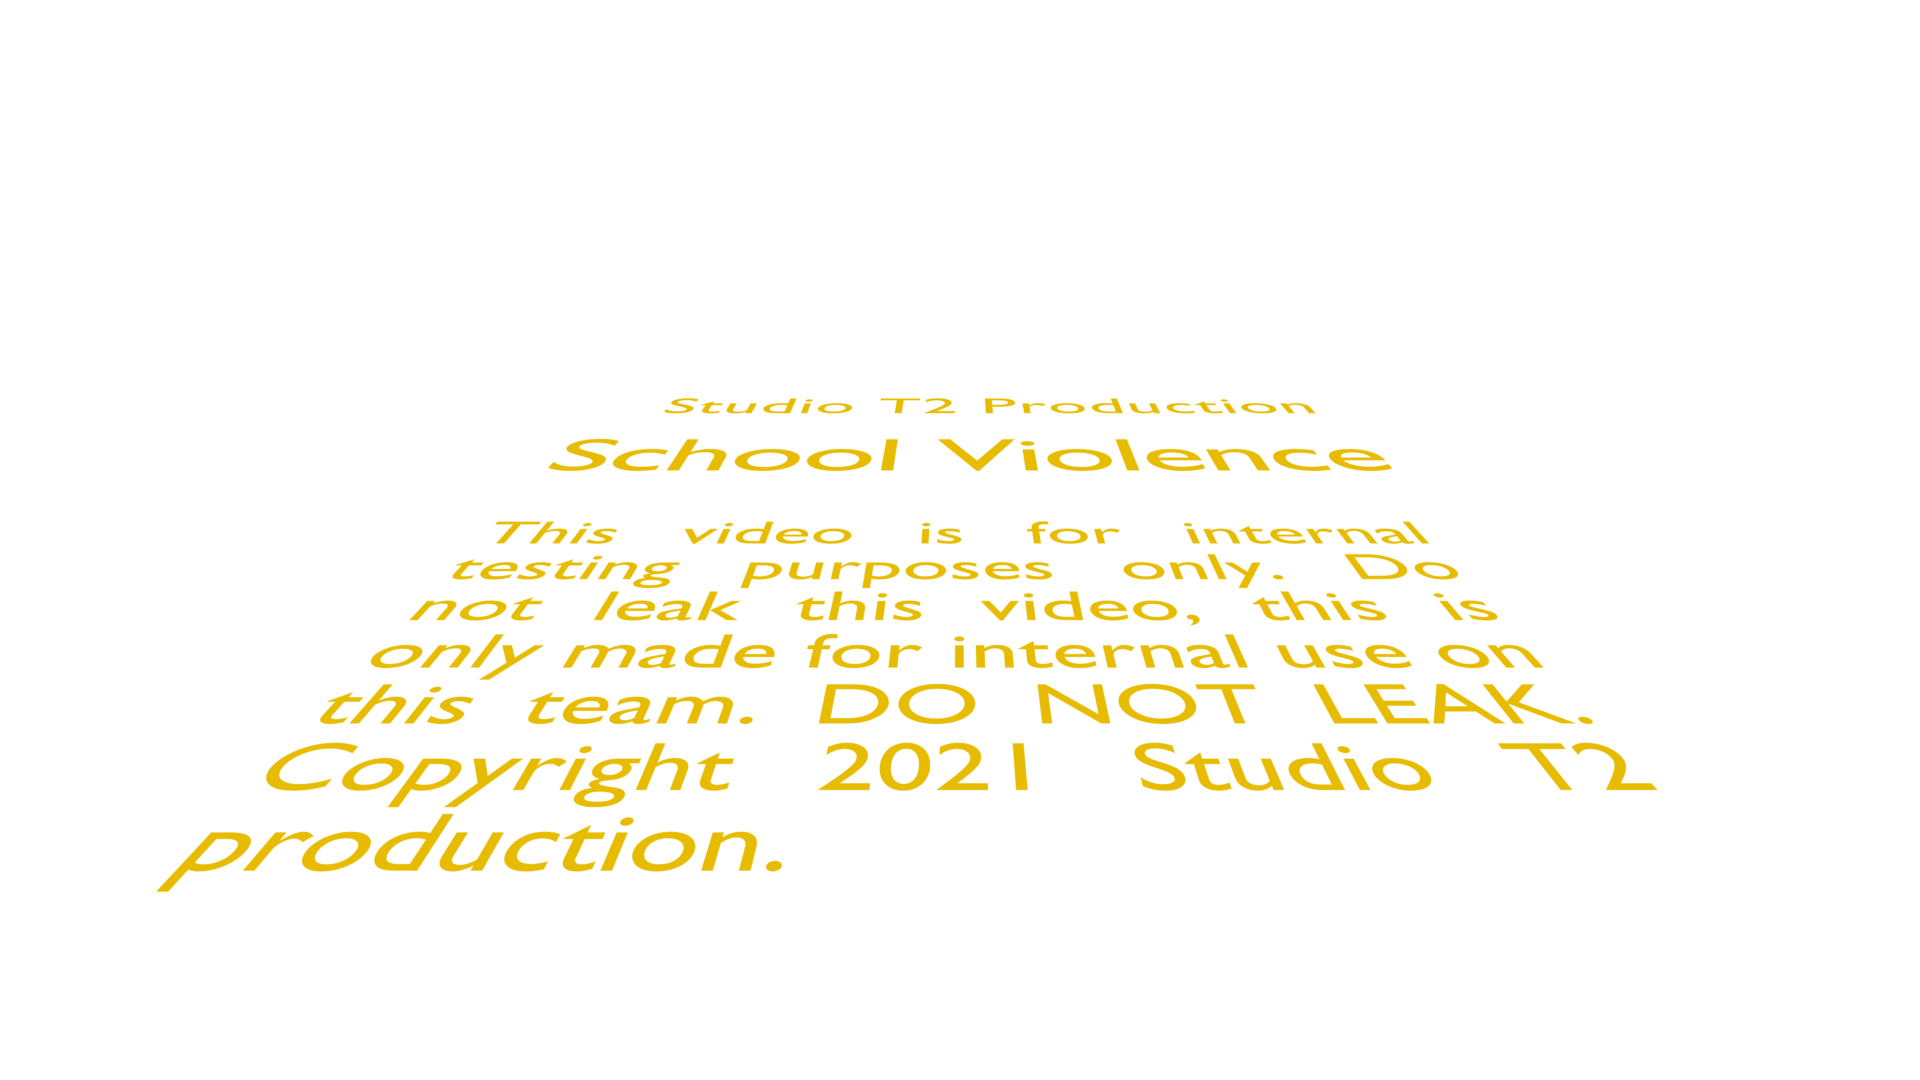 Studio T2 Production
School Violence
This video is for internal
testing purposes only. Do
not leak this video, this is
only made for internal use on
this team. DO NOT LEAK.
Copyright 2021 Studio T2
production.